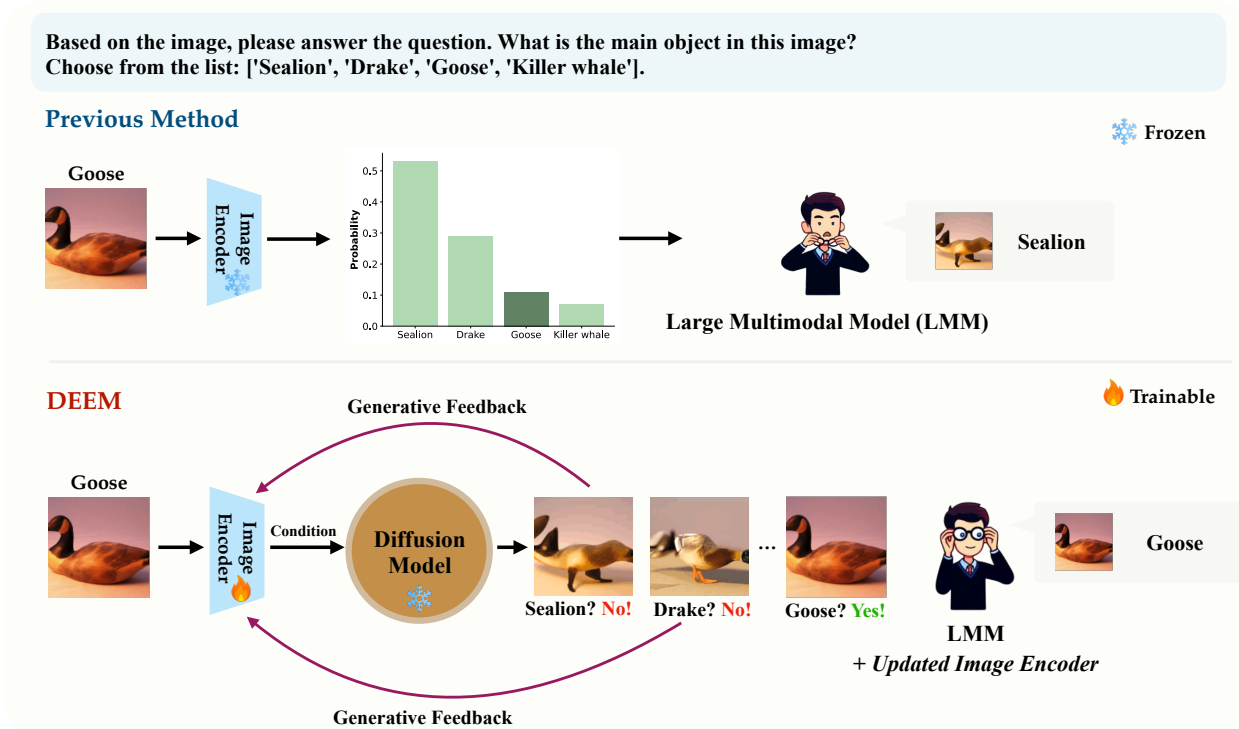 Based on the image, please answer the question. What is the main object in this image?
Choose from the list: ['Sealion', 'Drake', 'Goose', 'Killer whale'].
Previous Method
Frozen
Goose
Image
Encoder
Probability
0.5
0.4
0.3
0.2
0.1
0.0
Sealion Drake Goose Killer whale
Sealion
Large Multimodal Model (LMM)
DEEM
Trainable
Generative Feedback
Goose
Image
Encoder
Condition
Diffusion
Model
...
Sealion? No! Drake? No! Goose? Yes!
Goose
LMM
+ Updated Image Encoder
Generative Feedback